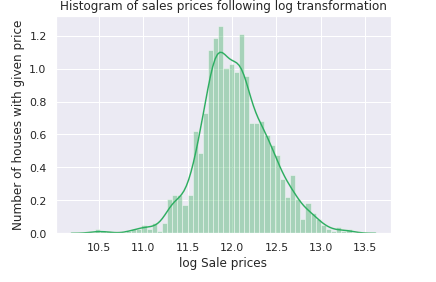 Histogram of sales prices following log transformation
Number of houses with given price
1.2
1.0
0.8
0.6
0.4
0.2
0.0
10.5 11.0 11.5 12.0 12.5 13.0 13.5
log Sale prices